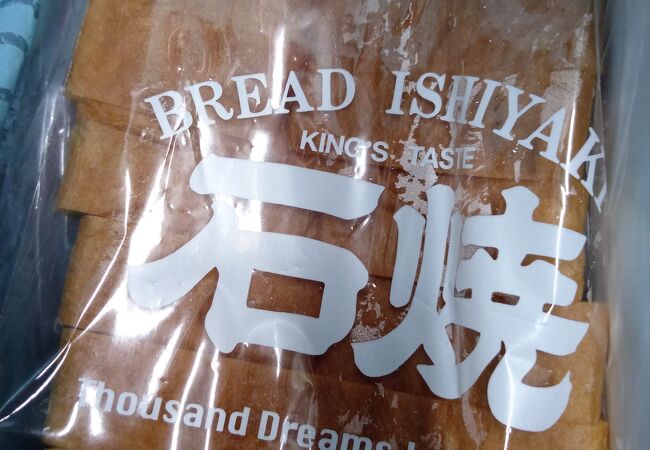 BREAD ISHIYAKI
KING'S TASTE
石焼
Thousand Dreams